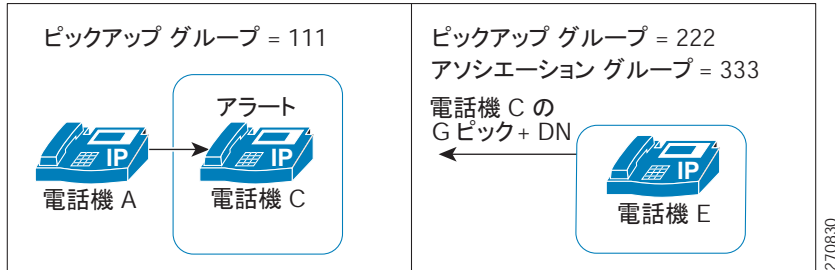 ピックアップ グループ = 111
アラート
IP
IP
電話機 A
電話機 C
ピックアップ グループ = 222
アソシエーション グループ = 333
電話機 C の
G ピック + DN
IP
電話機 E
270830